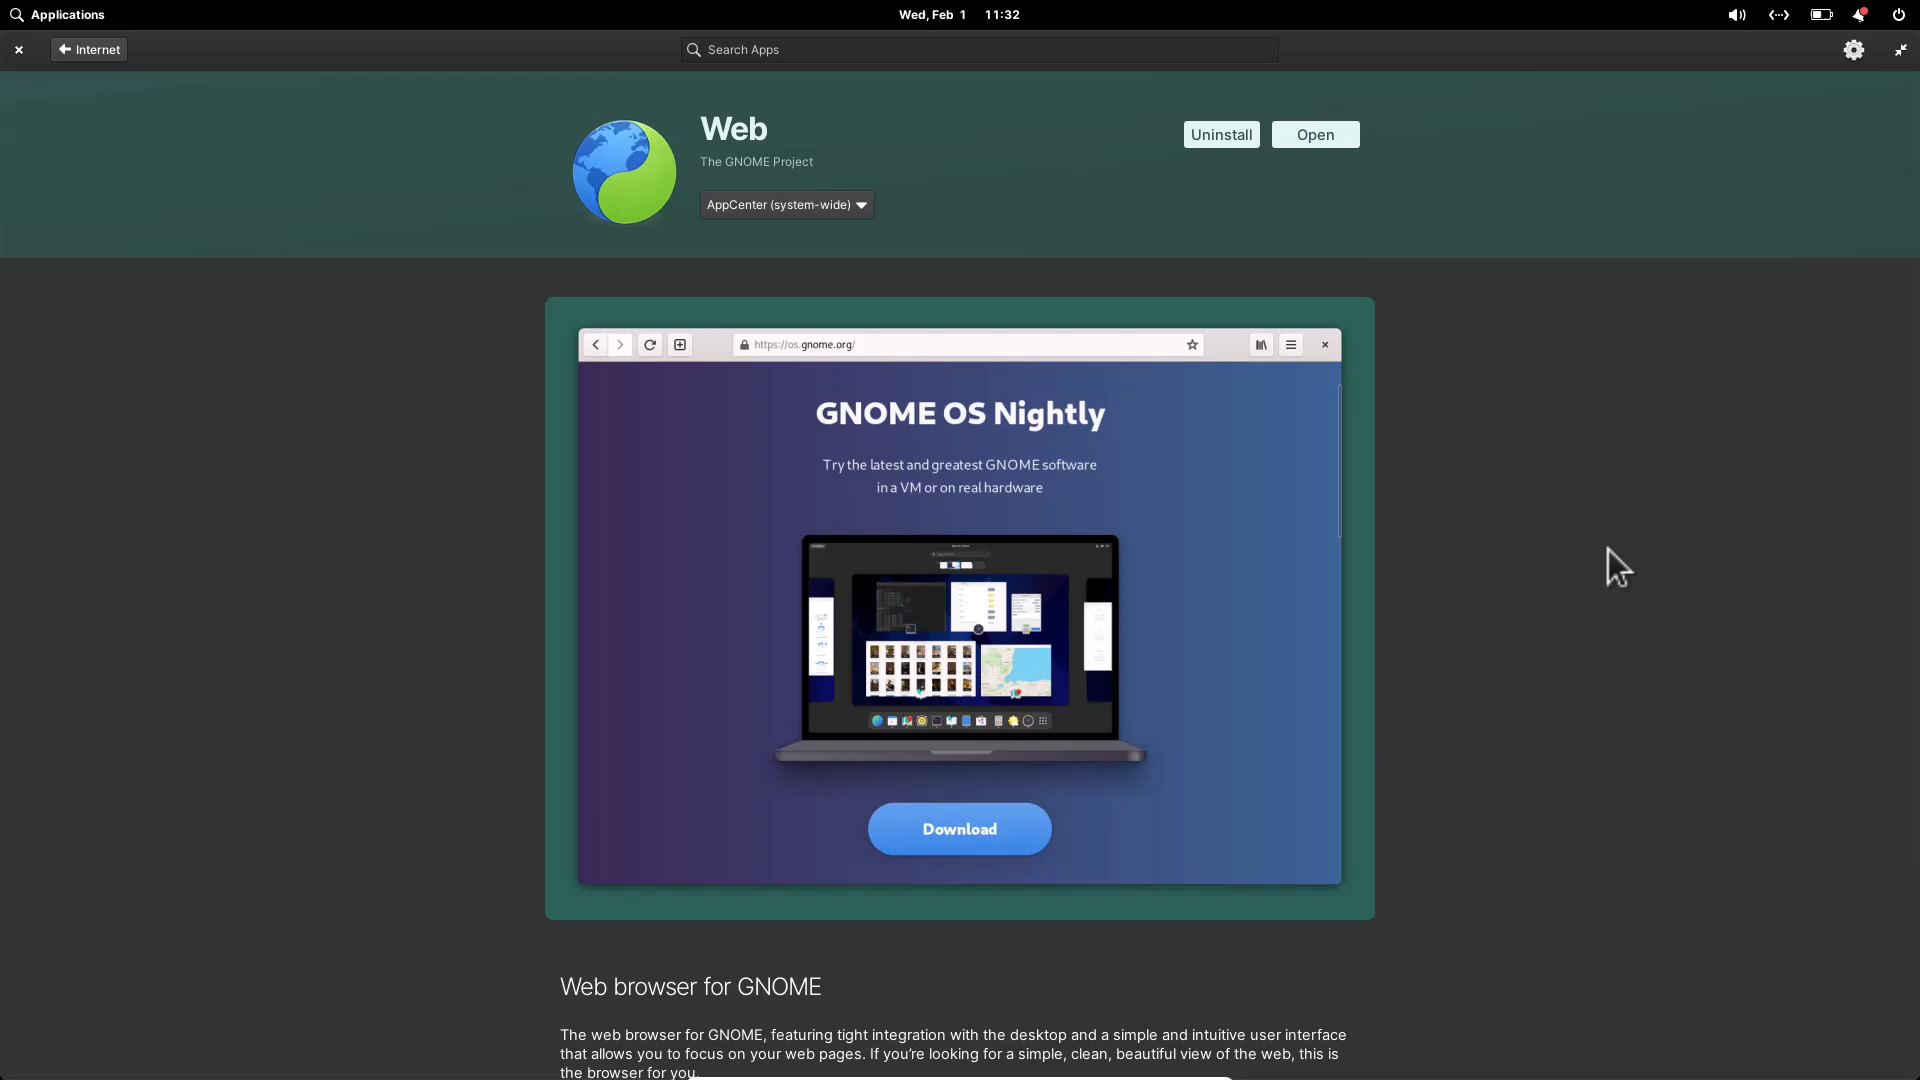 Applications
Wed, Feb 1 11:32
Internet
Search Apps
Web
The GNOME Project
AppCenter (system-wide)
Uninstall
Open
https://os.gnome.org/
GNOME OS Nightly
Try the latest and greatest GNOME software
in a VM or on real hardware
Download
Web browser for GNOME
The web browser for GNOME, featuring tight integration with the desktop and a simple and intuitive user interface
that allows you to focus on your web pages. If you’re looking for a simple, clean, beautiful view of the web, this is
the browser for you.